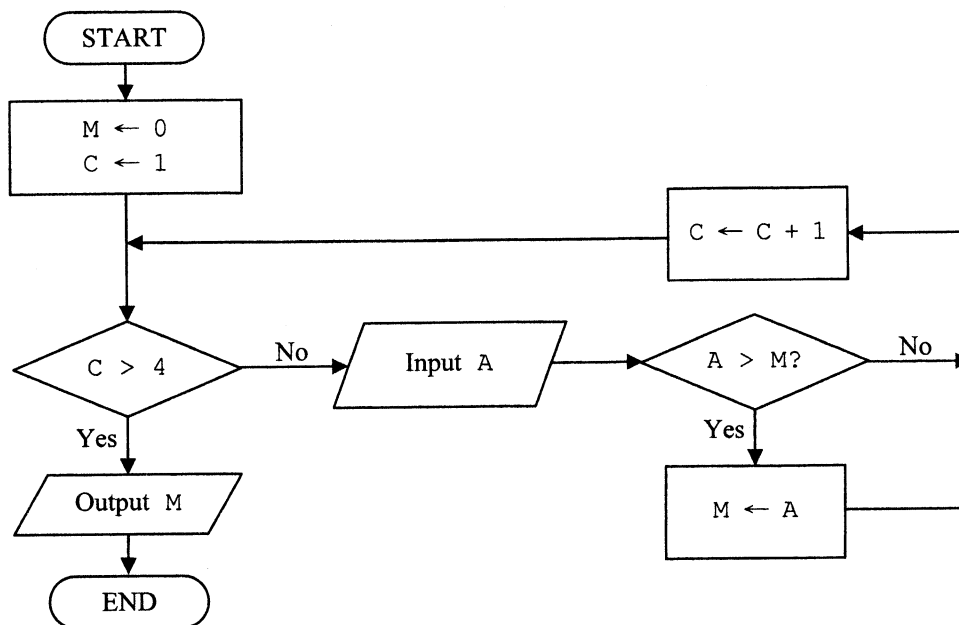 START
M ← 0
C ← 1
C ← C + 1
C > 4
No
Input A
A > M?
No
Yes
Yes
Output M
M ← A
END